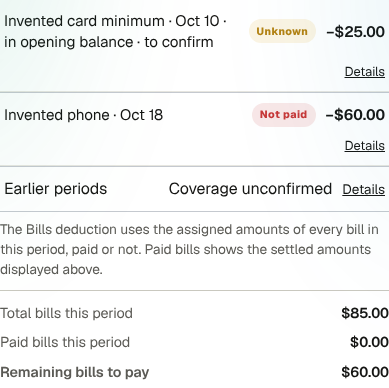 Invented card minimum · Oct 10 ·
in opening balance · to confirm
Unknown
−$25.00
Details
Invented phone · Oct 18
Not paid
−$60.00
Details
Earlier periods
Coverage unconfirmed
Details
The Bills deduction uses the assigned amounts of every bill in
this period, paid or not. Paid bills shows the settled amounts
displayed above.
Total bills this period $85.00
Paid bills this period $0.00
Remaining bills to pay $60.00